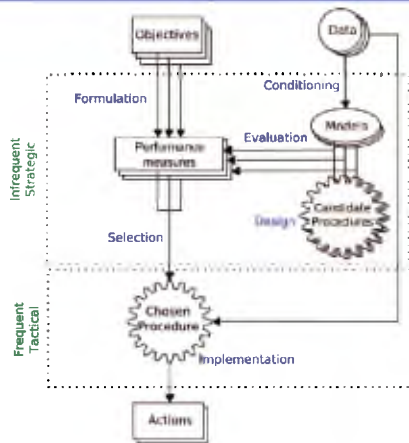 Objectives
Data
Formulation
Conditioning
Models
Evaluation
Performance
measures
Infrequent
Strategic
Candidate
Procedures
Design
Selection
Frequent
Tactical
Chosen
Procedure
Implementation
Actions